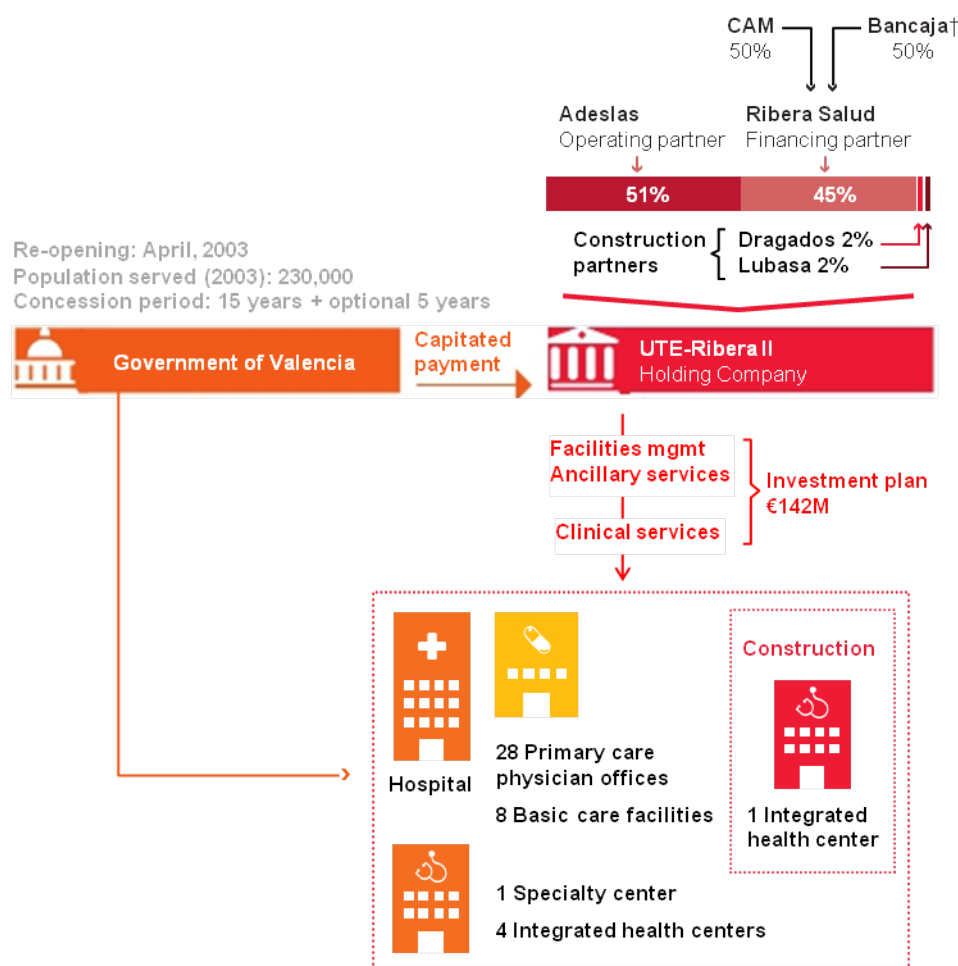 CAM
50%
Bancaja†
50%
Adeslas
Operating partner
Ribera Salud
Financing partner
51%
45%
Construction
partners
Dragados 2%
Lubasa 2%
Re-opening: April, 2003
Population served (2003): 230,000
Concession period: 15 years + optional 5 years
Government of Valencia
Capitated
payment
UTE-Ribera II
Holding Company
Facilities mgmt
Ancillary services
Clinical services
Investment plan
€142M
Hospital
28 Primary care
physician offices
8 Basic care facilities
Construction
1 Integrated
health center
1 Specialty center
4 Integrated health centers